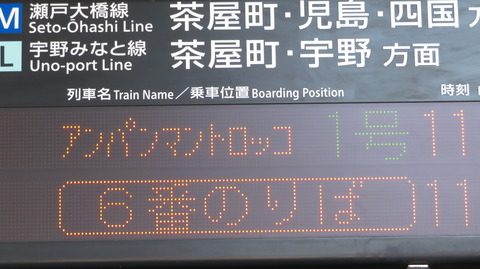 M 瀬戸大橋線 茶屋町・児島・四国
Seto-Ōhashi Line
L 宇野みなと線 茶屋町・宇野 方面
Uno-port Line
列車名 Train Name／乗車位置 Boarding Position 時刻
アンパンマントロッコ 1号 11
6番のりば 11